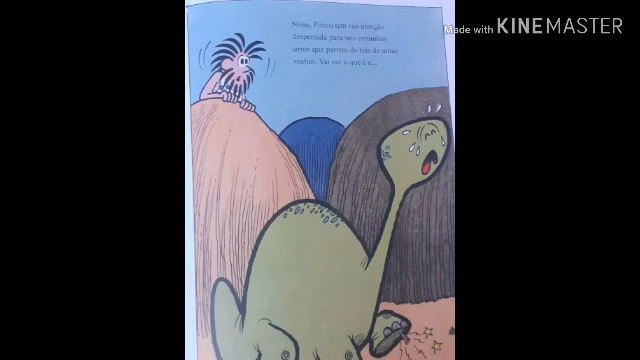 Nisso, Piteco tem sua atenção
despertada para uns estranhos
urros que partem de trás de umas
rochas. Vai ver o que é e...
Made with KINEMASTER